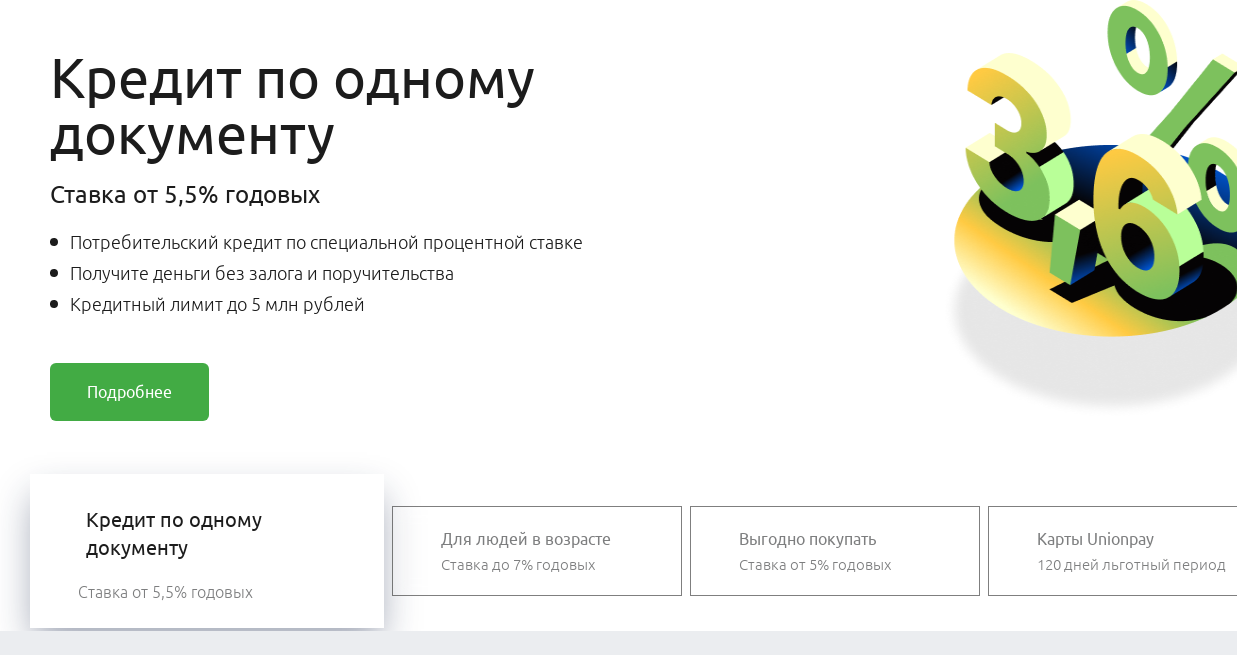 Кредит по одному
документу
Ставка от 5,5% годовых
Потребительский кредит по специальной процентной ставке
Получите деньги без залога и поручительства
Кредитный лимит до 5 млн рублей
Подробнее
3,6%
Кредит по одному
документу
Ставка от 5,5% годовых
Для людей в возрасте
Ставка до 7% годовых
Выгодно покупать
Ставка от 5% годовых
Карты Unionpay
120 дней льготный период